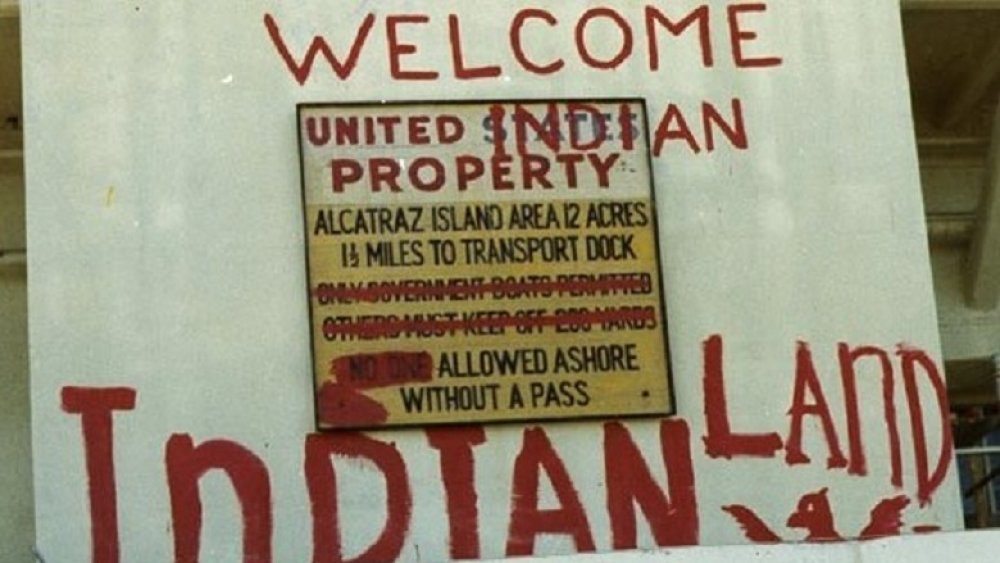 WELCOME
UNITED STATES INDIAN
PROPERTY
ALCATRAZ ISLAND AREA 12 ACRES
1½ MILES TO TRANSPORT DOCK
ONLY GOVERNMENT BOATS PERMITTED
OTHERS MUST KEEP OFF 200 YARDS
NO ONE ALLOWED ASHORE
WITHOUT A PASS
INDIAN LAND